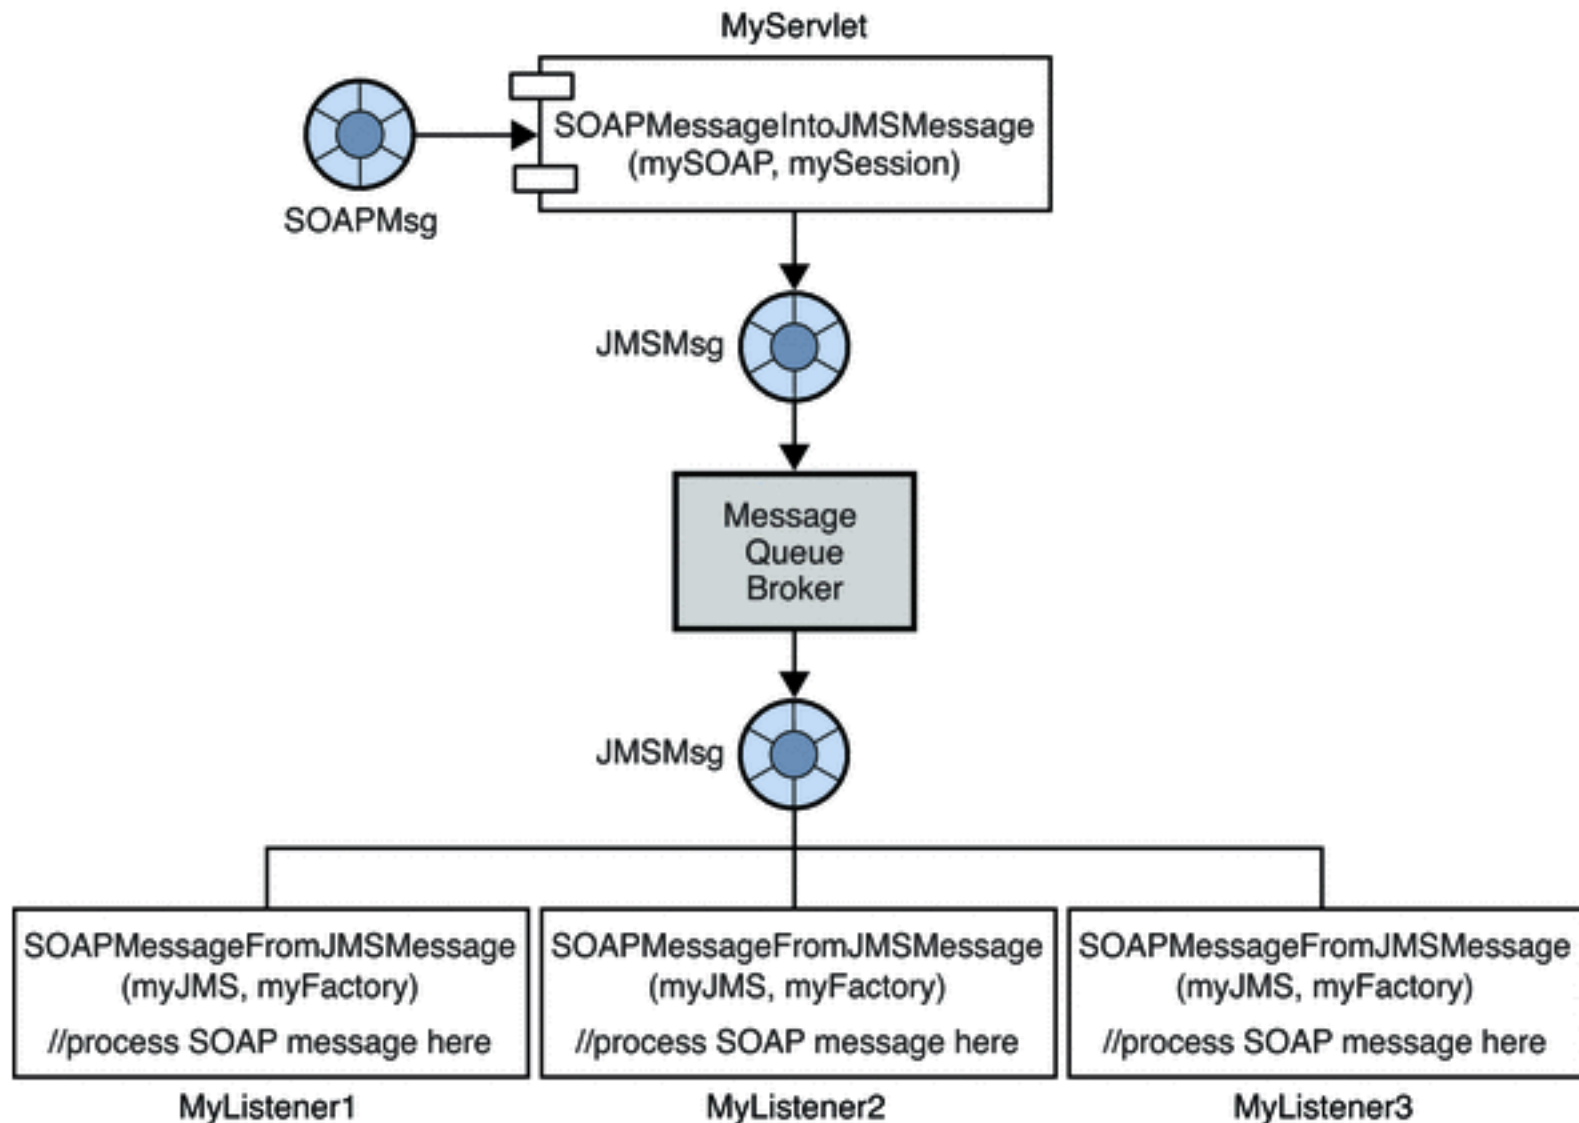 MyServlet
SOAPMessageIntoJMSMessage
(mySOAP, mySession)
SOAPMsg
JMSMsg
Message
Queue
Broker
JMSMsg
SOAPMessageFromJMSMessage
(myJMS, myFactory)
//process SOAP message here
MyListener1
SOAPMessageFromJMSMessage
(myJMS, myFactory)
//process SOAP message here
MyListener2
SOAPMessageFromJMSMessage
(myJMS, myFactory)
//process SOAP message here
MyListener3